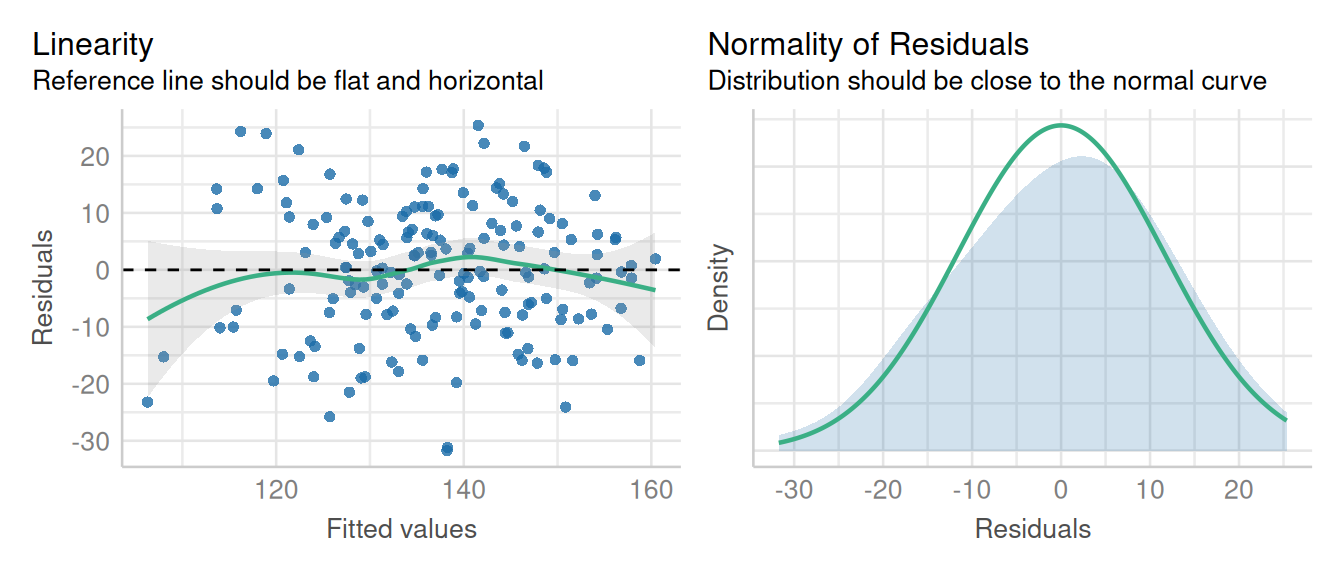 Linearity
Reference line should be flat and horizontal
Residuals
20
10
0
-10
-20
-30
120
140
160
Fitted values
Normality of Residuals
Distribution should be close to the normal curve
Density
-30
-20
-10
0
10
20
Residuals